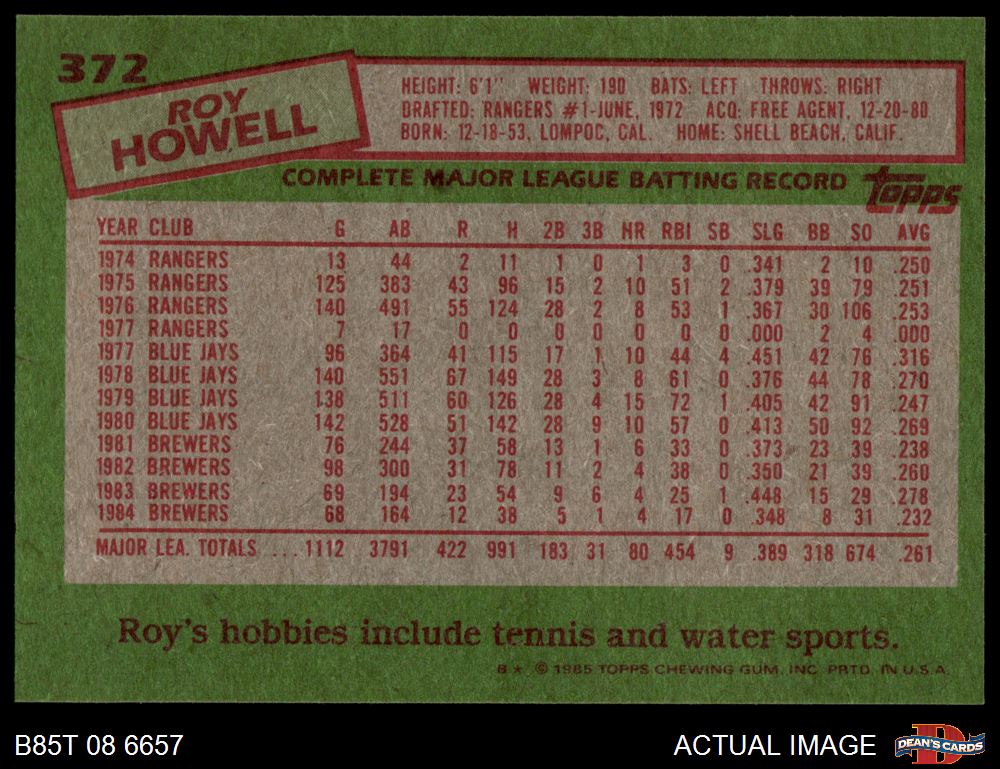 372
ROY
HOWELL
HEIGHT: 6'1" WEIGHT: 190 BATS: LEFT THROWS: RIGHT
DRAFTED: RANGERS #1-JUNE, 1972 ACQ: FREE AGENT, 12-20-80
BORN: 12-18-53, LOMPOC, CAL. HOME: SHELL BEACH, CALIF.
COMPLETE MAJOR LEAGUE BATTING RECORD
topps
YEAR CLUB G AB R H 2B 3B HR RBI SB SLG BB SO AVG
1974 RANGERS 13 44 2 11 1 0 1 3 0 .341 2 10 .250
1975 RANGERS 125 383 43 96 15 2 10 51 2 .379 39 79 .251
1976 RANGERS 140 491 55 124 28 2 8 53 1 .367 30 106 .253
1977 RANGERS 7 17 0 0 0 0 0 0 0 .000 2 4 .000
1977 BLUE JAYS 96 364 41 115 17 1 10 44 4 .451 42 76 .316
1978 BLUE JAYS 140 551 67 149 28 3 8 61 0 .376 44 78 .270
1979 BLUE JAYS 138 511 60 126 28 4 15 72 1 .405 42 91 .247
1980 BLUE JAYS 142 528 51 142 28 9 10 57 0 .413 50 92 .269
1981 BREWERS 76 244 37 58 13 1 6 33 0 .373 23 39 .238
1982 BREWERS 98 300 31 78 11 2 4 38 0 .350 21 39 .260
1983 BREWERS 69 194 23 54 9 6 4 25 1 .448 15 29 .278
1984 BREWERS 68 164 12 38 5 1 4 17 0 .348 8 31 .232
MAJOR LEA. TOTALS ...1112 3791 422 991 183 31 80 454 9 .389 318 674 .261
Roy's hobbies include tennis and water sports.
B* © 1985 TOPPS CHEWING GUM, INC. PRTD. IN U.S.A.
B85T 08 6657
ACTUAL IMAGE
D
DEAN'S CARDS